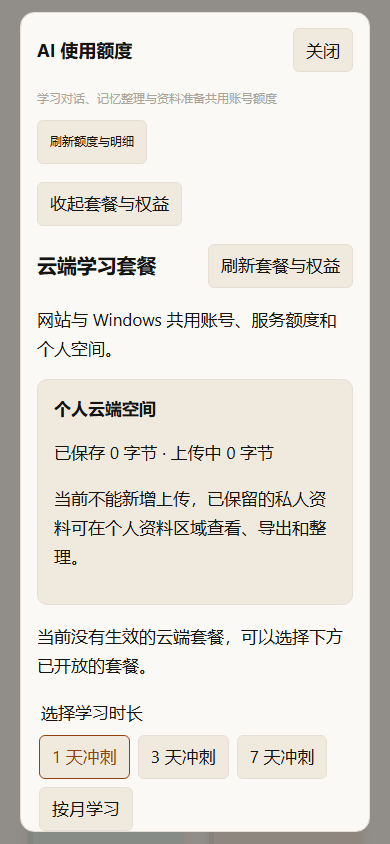 AI 使用额度
关闭
学习对话、记忆整理与资料准备共用账号额度
刷新额度与明细
收起套餐与权益
云端学习套餐
刷新套餐与权益
网站与 Windows 共用账号、服务额度和
个人空间。
个人云端空间
已保存 0 字节 · 上传中 0 字节
当前不能新增上传，已保留的私人资
料可在个人资料区域查看、导出和整
理。
当前没有生效的云端套餐，可以选择下方
已开放的套餐。
选择学习时长
1 天冲刺
3 天冲刺
7 天冲刺
按月学习